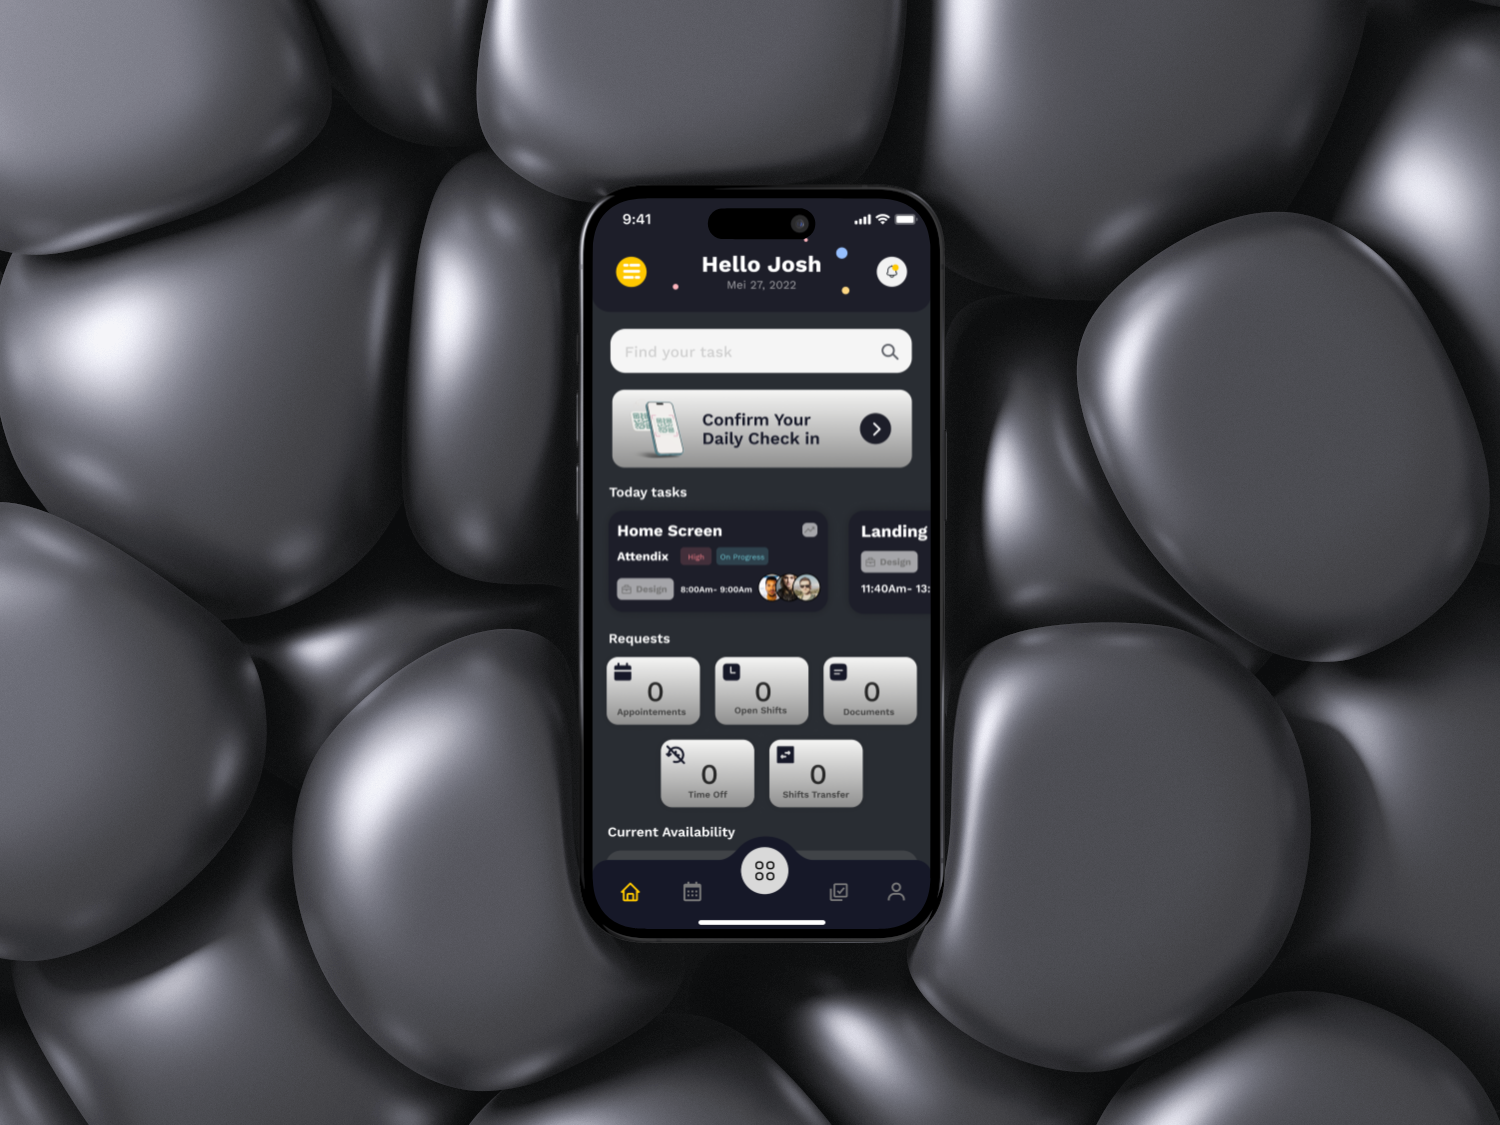 9:41
Hello Josh
Mei 27, 2022
Find your task
Confirm Your
Daily Check in
Today tasks
Home Screen
Attendix High On Progress
Design 8:00Am- 9:00Am
Landing
Design
11:40Am- 13:
Requests
0 0 0
Appointements Open Shifts Documents
0 0
Time Off Shifts Transfer
Current Availability